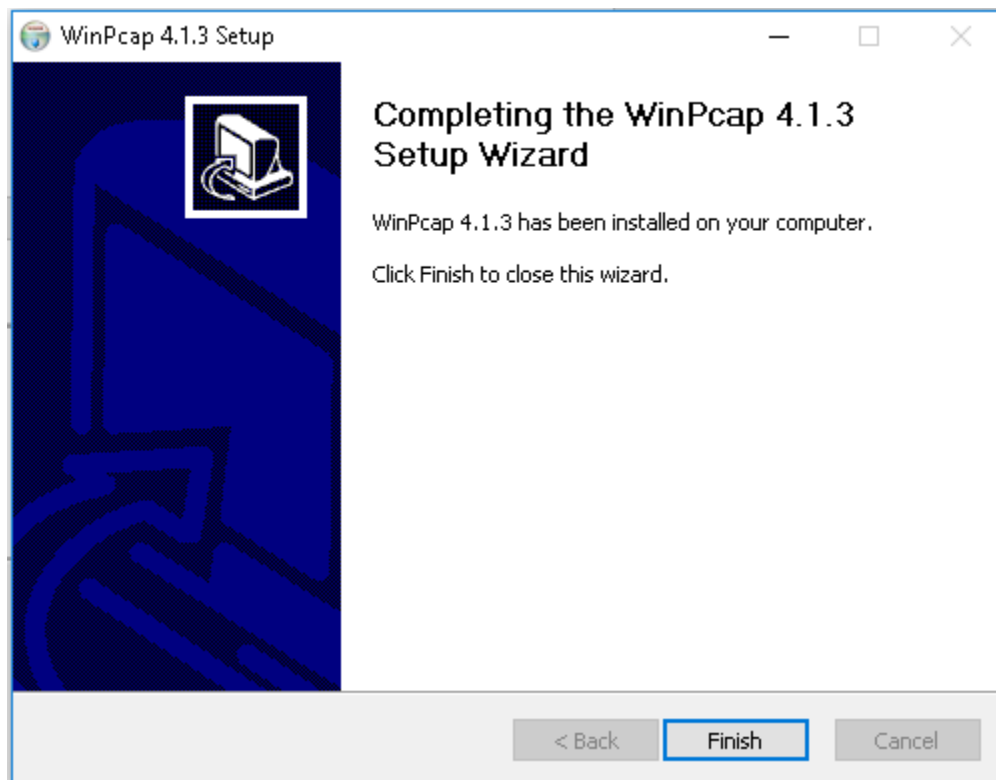 WinPcap 4.1.3 Setup
Completing the WinPcap 4.1.3
Setup Wizard
WinPcap 4.1.3 has been installed on your computer.
Click Finish to close this wizard.
< Back
Finish
Cancel